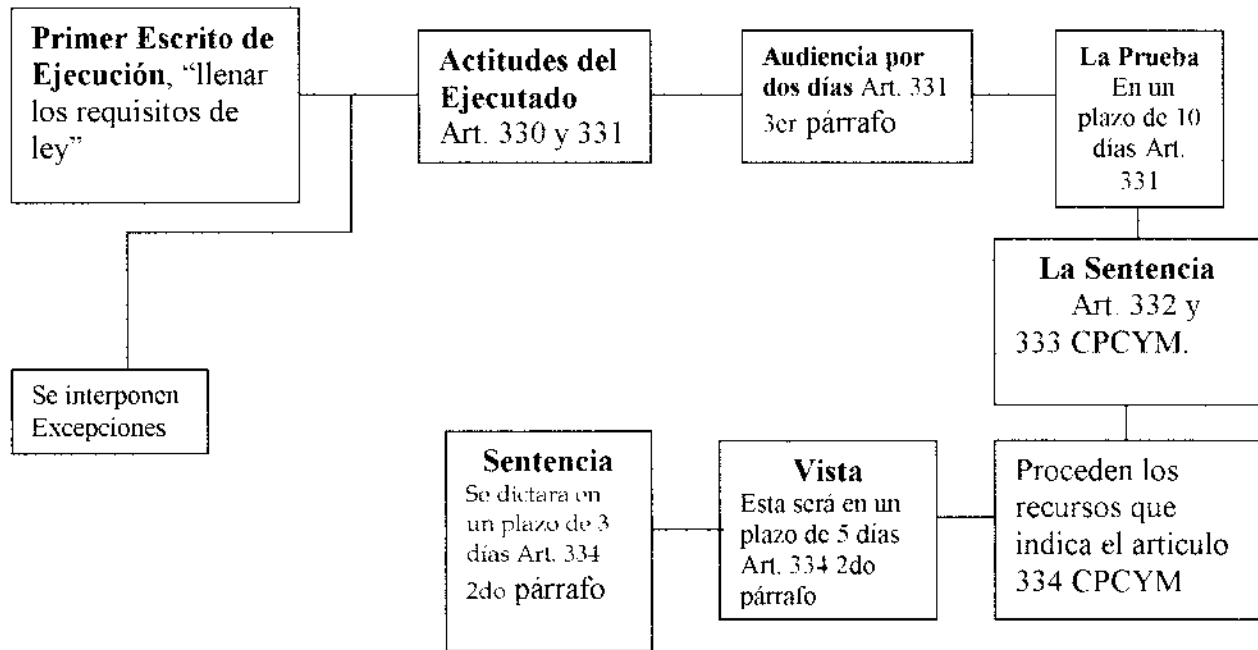 Primer Escrito de
Ejecución, “llenar
los requisitos de
ley”
Actitudes del
Ejecutado
Art. 330 y 331
Audiencia por
dos días Art. 331
3er párrafo
La Prueba
En un
plazo de 10
días Art.
331
La Sentencia
Art. 332 y
333 CPCYM.
Se interponen
Excepciones
Sentencia
Se dictara en
un plazo de 3
días Art. 334
2do párrafo
Vista
Esta será en un
plazo de 5 días
Art. 334 2do
párrafo
Proceden los
recursos que
indica el articulo
334 CPCYM